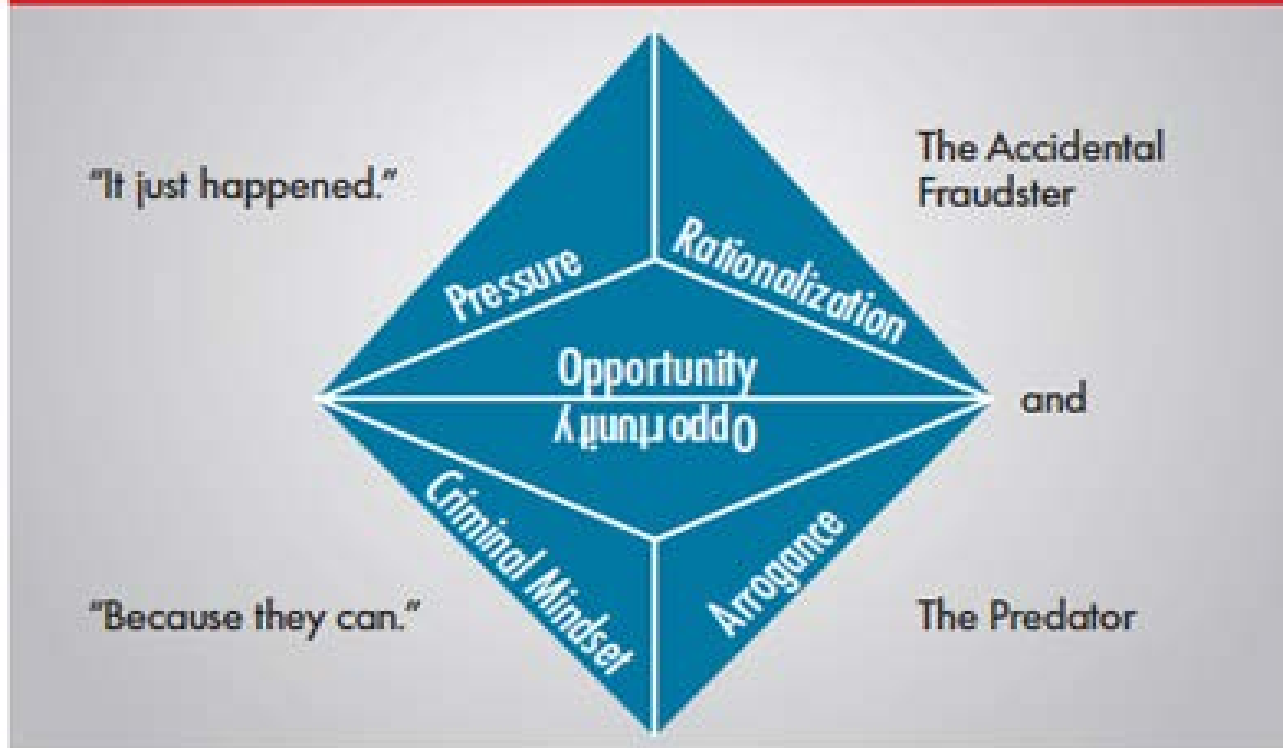 "It just happened."
The Accidental
Fraudster
Pressure
Rationalization
Opportunity
and
Opportunity
Criminal Mindset
Arrogance
"Because they can."
The Predator